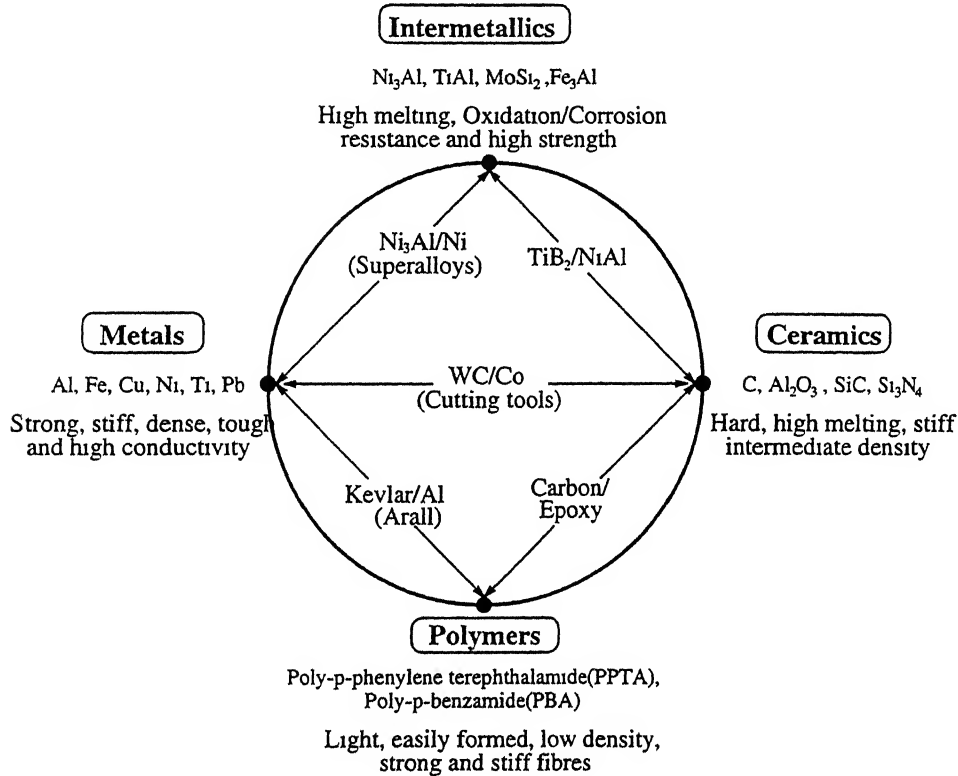 Intermetallics
Ni₃Al, TiAl, MoSi₂ ,Fe₃Al
High melting, Oxidation/Corrosion
resistance and high strength
Ni₃Al/Ni
(Superalloys)
TiB₂/NiAl
Metals
Al, Fe, Cu, Ni, Ti, Pb
Strong, stiff, dense, tough
and high conductivity
WC/Co
(Cutting tools)
Ceramics
C, Al₂O₃ , SiC, Si₃N₄
Hard, high melting, stiff
intermediate density
Kevlar/Al
(Arall)
Carbon/
Epoxy
Polymers
Poly-p-phenylene terephthalamide(PPTA),
Poly-p-benzamide(PBA)
Light, easily formed, low density,
strong and stiff fibres